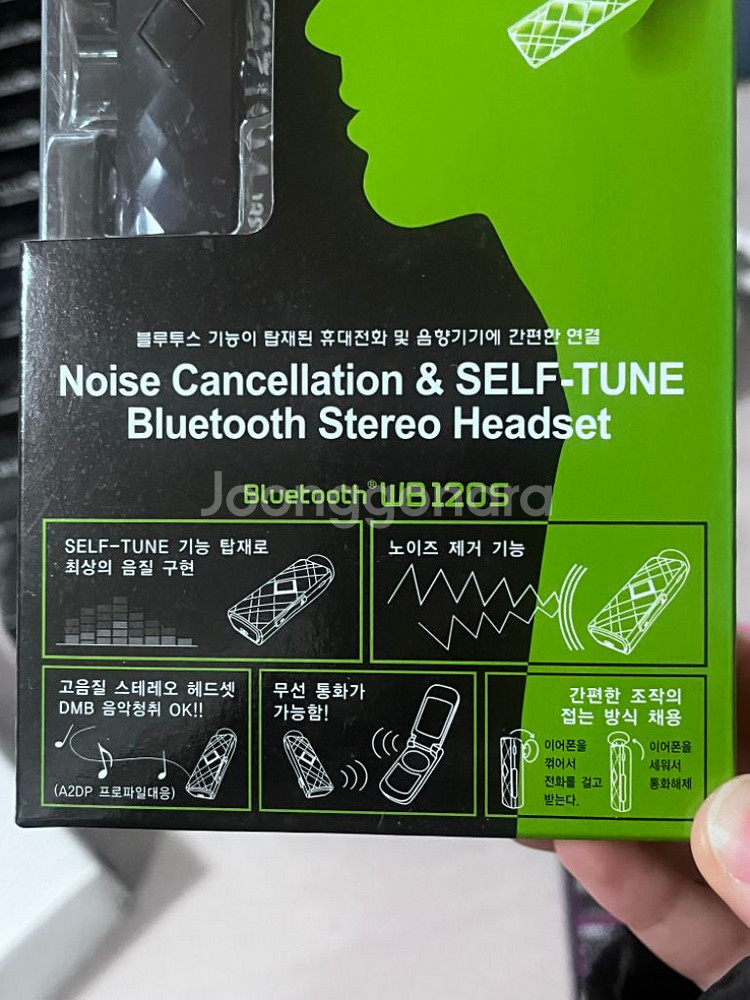 블루투스 기능이 탑재된 휴대전화 및 음향기기에 간편한 연결
Noise Cancellation & SELF-TUNE
Bluetooth Stereo Headset
Bluetooth® WB120S
Joonggonara
SELF-TUNE 기능 탑재로
최상의 음질 구현
노이즈 제거 기능
고음질 스테레오 헤드셋
DMB 음악청취 OK!!
(A2DP 프로파일대응)
무선 통화가
가능함!
간편한 조작의
접는 방식 채용
이어폰을
꺾어서
전화를 걸고
받는다.
이어폰을
세워서
통화해제